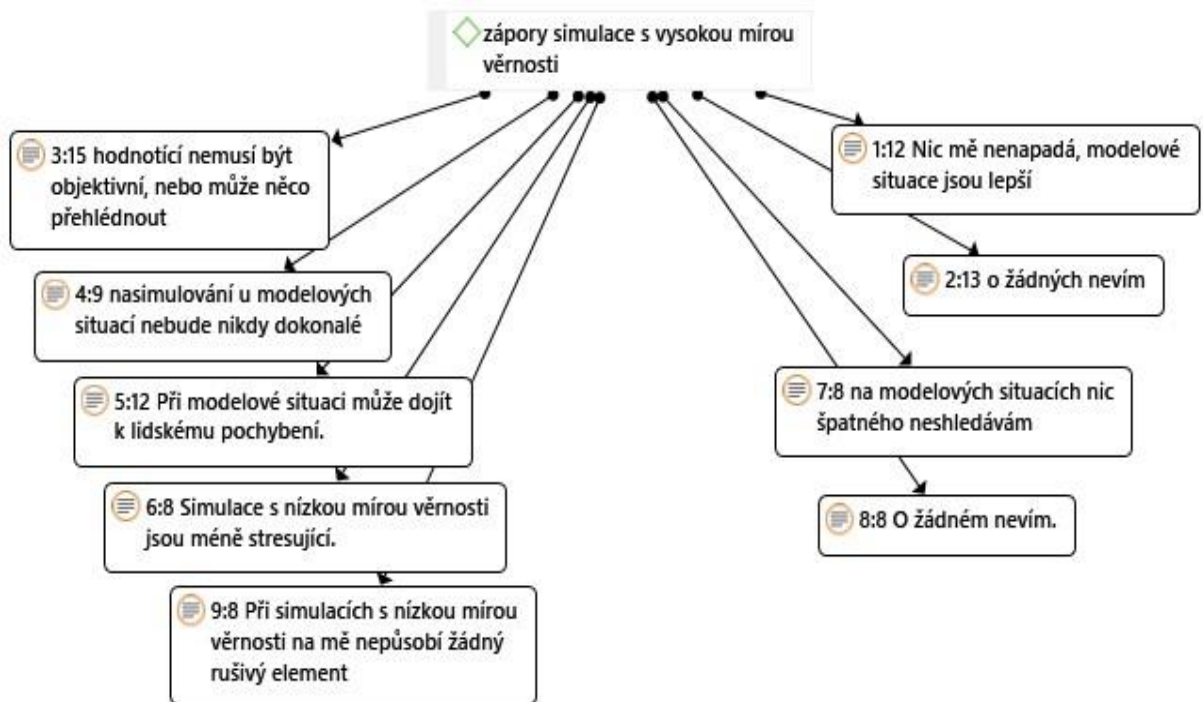 zápory simulace s vysokou mírou
věrnosti
3:15 hodnotící nemusí být
objektivní, nebo může něco
přehlédnout
4:9 nasimulování u modelových
situací nebude nikdy dokonalé
5:12 Při modelové situaci může dojít
k lidskému pochybení.
6:8 Simulace s nízkou mírou věrnosti
jsou méně stresující.
9:8 Při simulacích s nízkou mírou
věrnosti na mě nepůsobí žádný
rušivý element
1:12 Nic mě nenapadá, modelové
situace jsou lepší
2:13 o žádných nevím
7:8 na modelových situacích nic
špatného neshledávám
8:8 O žádném nevím.